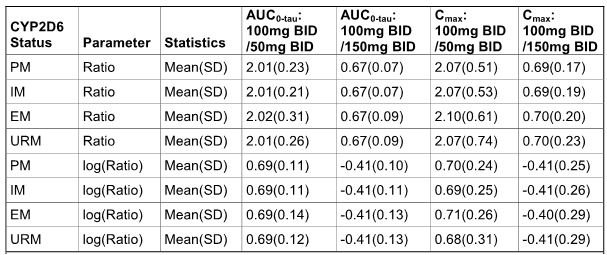 CYP2D6 Status Parameter Statistics AUC0-tau: 100mg BID /50mg BID AUC0-tau: 100mg BID /150mg BID Cmax: 100mg BID /50mg BID Cmax: 100mg BID /150mg BID
PM Ratio Mean(SD) 2.01(0.23) 0.67(0.07) 2.07(0.51) 0.69(0.17)
IM Ratio Mean(SD) 2.01(0.21) 0.67(0.07) 2.07(0.53) 0.69(0.19)
EM Ratio Mean(SD) 2.02(0.31) 0.67(0.09) 2.10(0.61) 0.70(0.20)
URM Ratio Mean(SD) 2.01(0.26) 0.67(0.09) 2.07(0.74) 0.70(0.23)
PM log(Ratio) Mean(SD) 0.69(0.11) -0.41(0.10) 0.70(0.24) -0.41(0.25)
IM log(Ratio) Mean(SD) 0.69(0.11) -0.41(0.11) 0.69(0.25) -0.41(0.26)
EM log(Ratio) Mean(SD) 0.69(0.14) -0.41(0.13) 0.71(0.26) -0.40(0.29)
URM log(Ratio) Mean(SD) 0.69(0.12) -0.41(0.13) 0.68(0.31) -0.41(0.29)